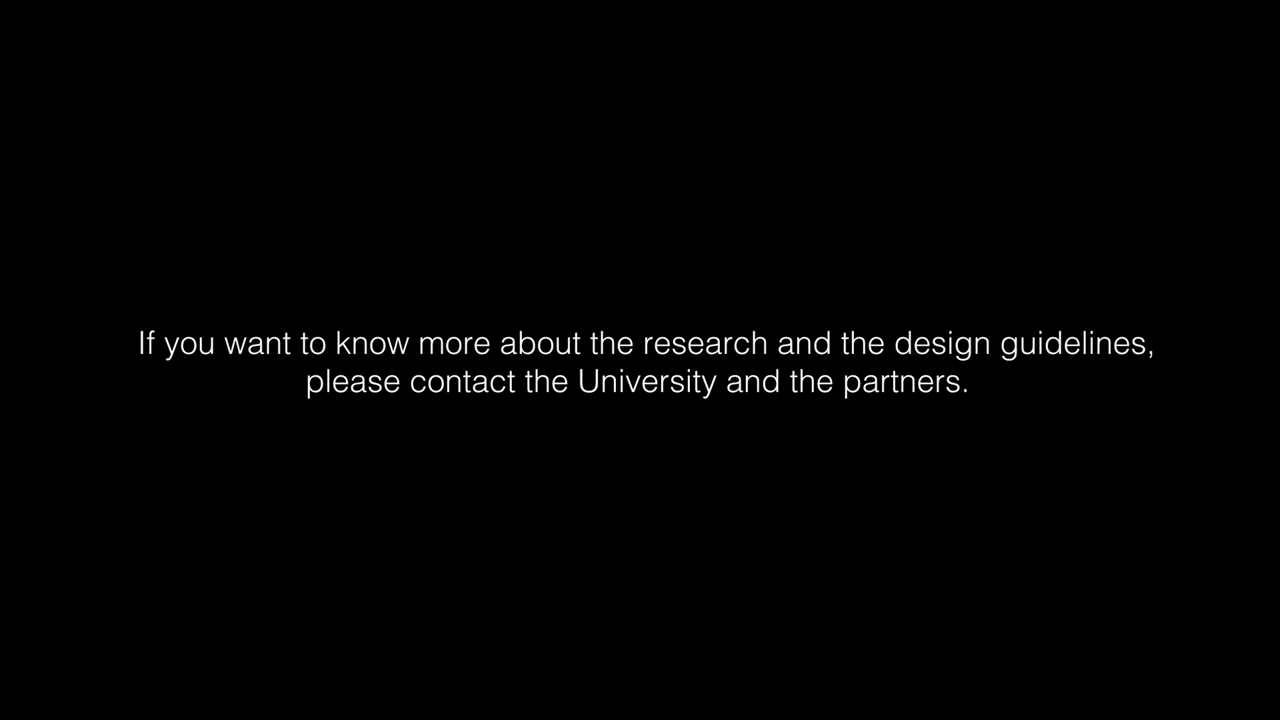 If you want to know more about the research and the design guidelines,
please contact the University and the partners.